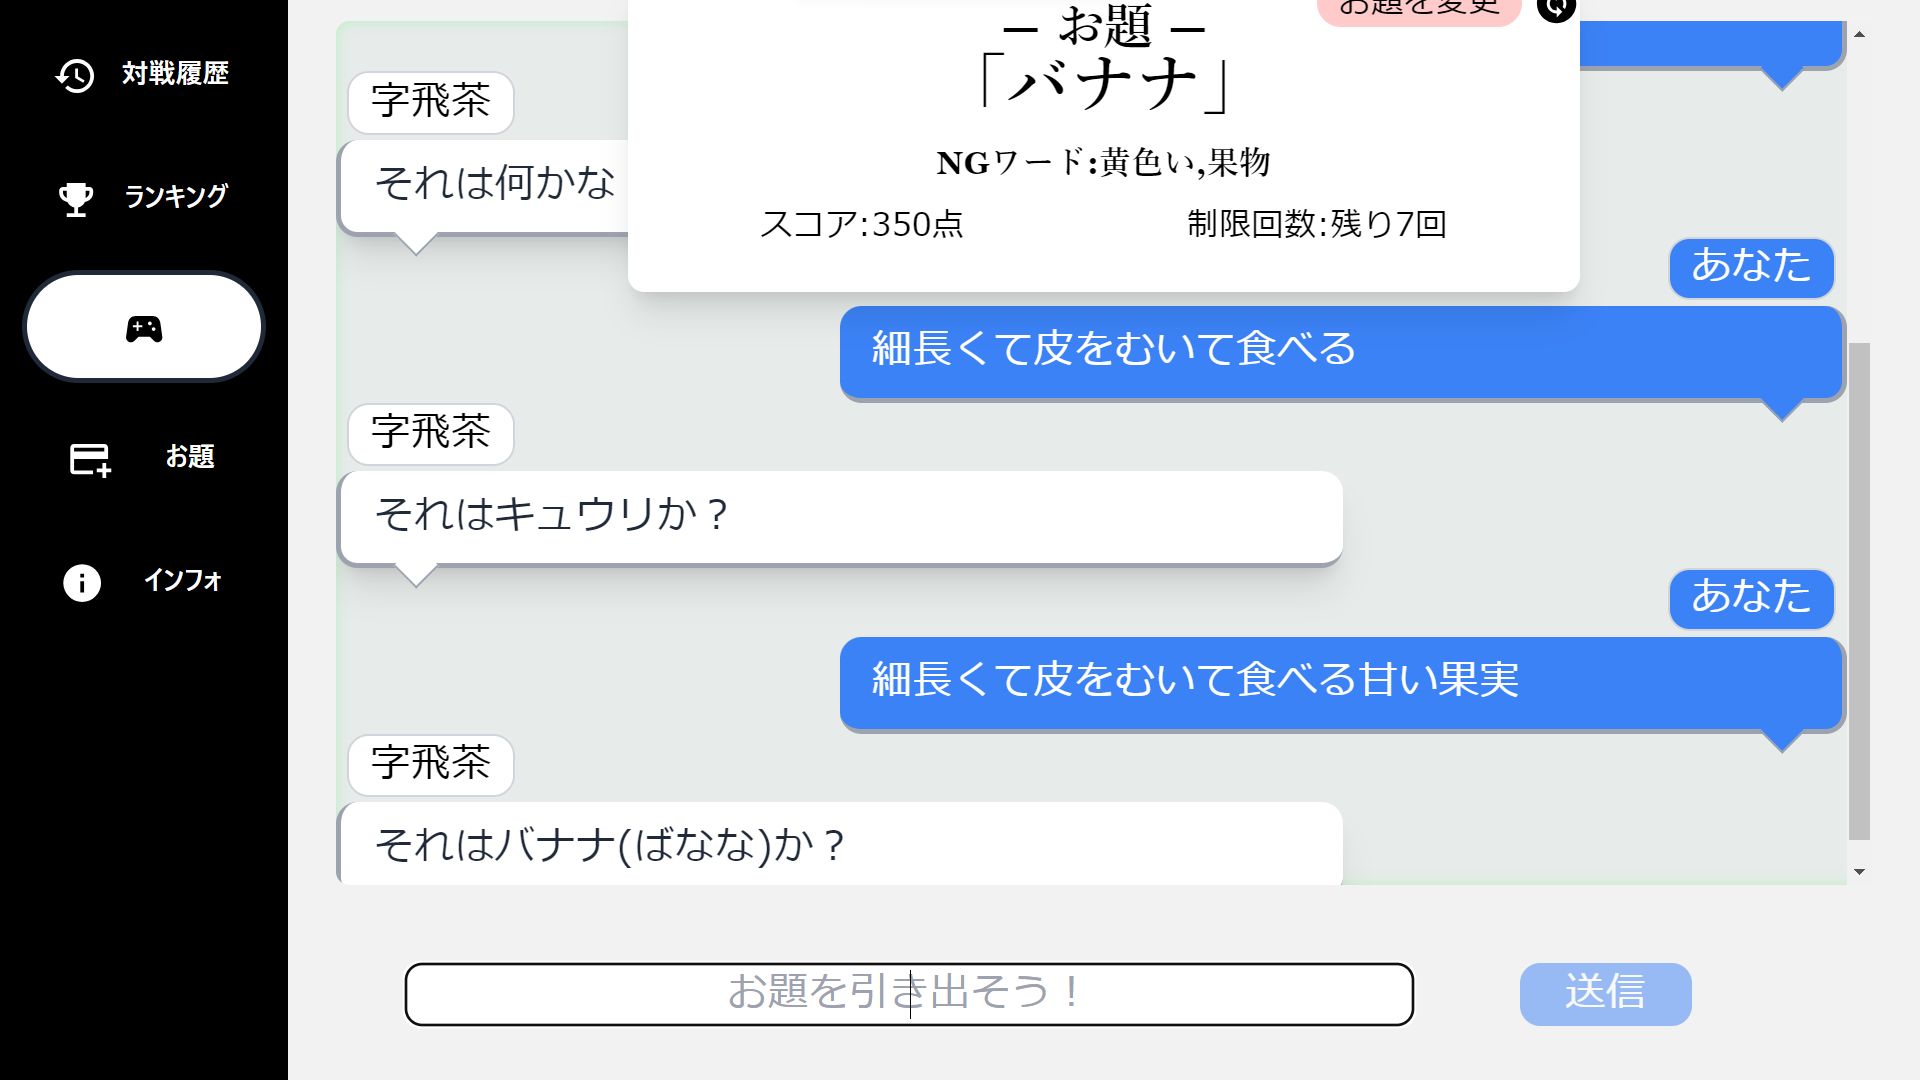 対戦履歴
ランキング
お題
インフォ
お題を変更
ー お題 ー
「バナナ」
NGワード:黄色い,果物
スコア:350点
制限回数:残り7回
字飛茶
それは何かな
あなた
細長くて皮をむいて食べる
字飛茶
それはキュウリか？
あなた
細長くて皮をむいて食べる甘い果実
字飛茶
それはバナナ(ばなな)か？
お題を引き出そう！
送信